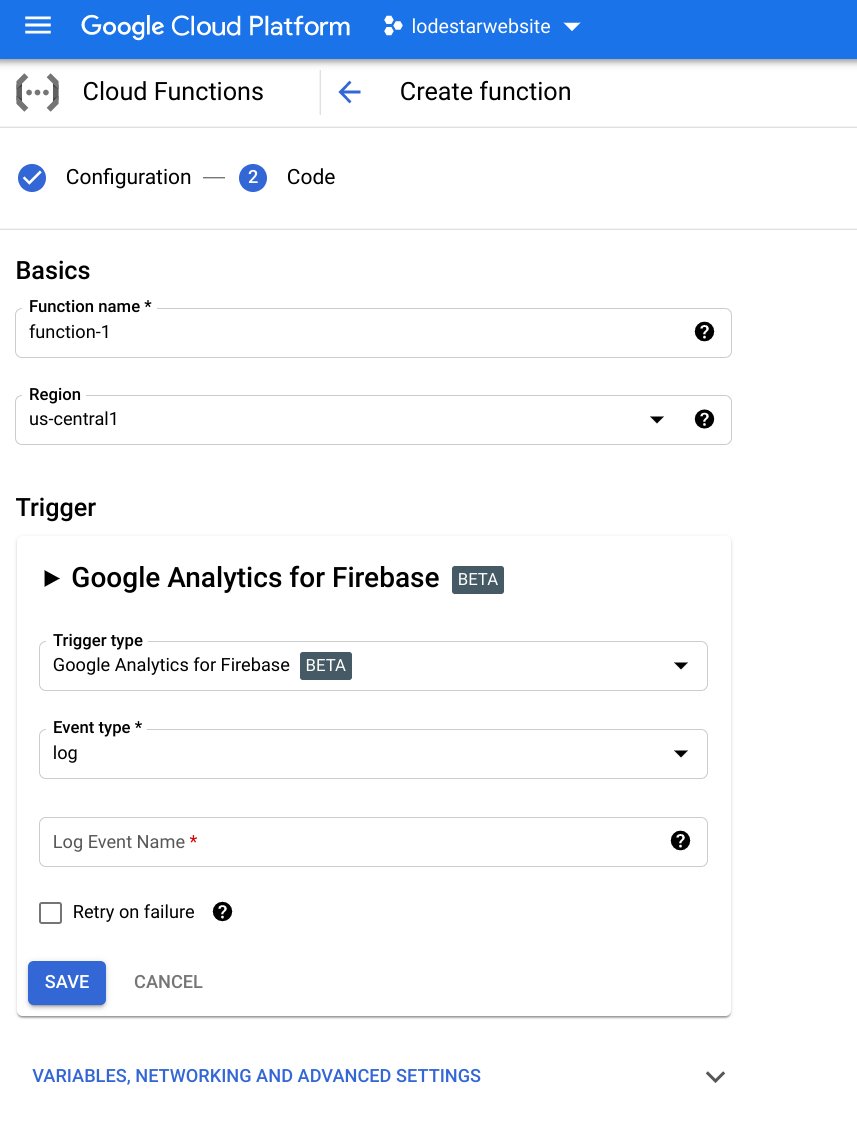 Google Cloud Platform lodestarwebsite
Cloud Functions Create function
Configuration — 2 Code
Basics
Function name *
function-1
Region
us-central1
Trigger
Google Analytics for Firebase BETA
Trigger type
Google Analytics for Firebase BETA
Event type *
log
Log Event Name *
Retry on failure
SAVE CANCEL
VARIABLES, NETWORKING AND ADVANCED SETTINGS